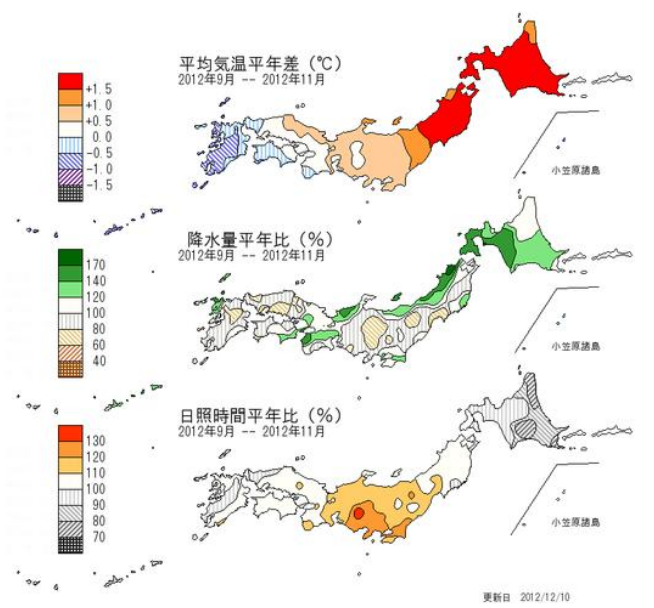 平均気温平年差（℃）
2012年9月 -- 2012年11月
+1.5
+1.0
+0.5
0.0
-0.5
-1.0
-1.5
小笠原諸島
降水量平年比（%）
2012年9月 -- 2012年11月
170
140
120
100
80
60
40
小笠原諸島
日照時間平年比（%）
2012年9月 -- 2012年11月
130
120
110
100
90
80
70
小笠原諸島
更新日 2012/12/10